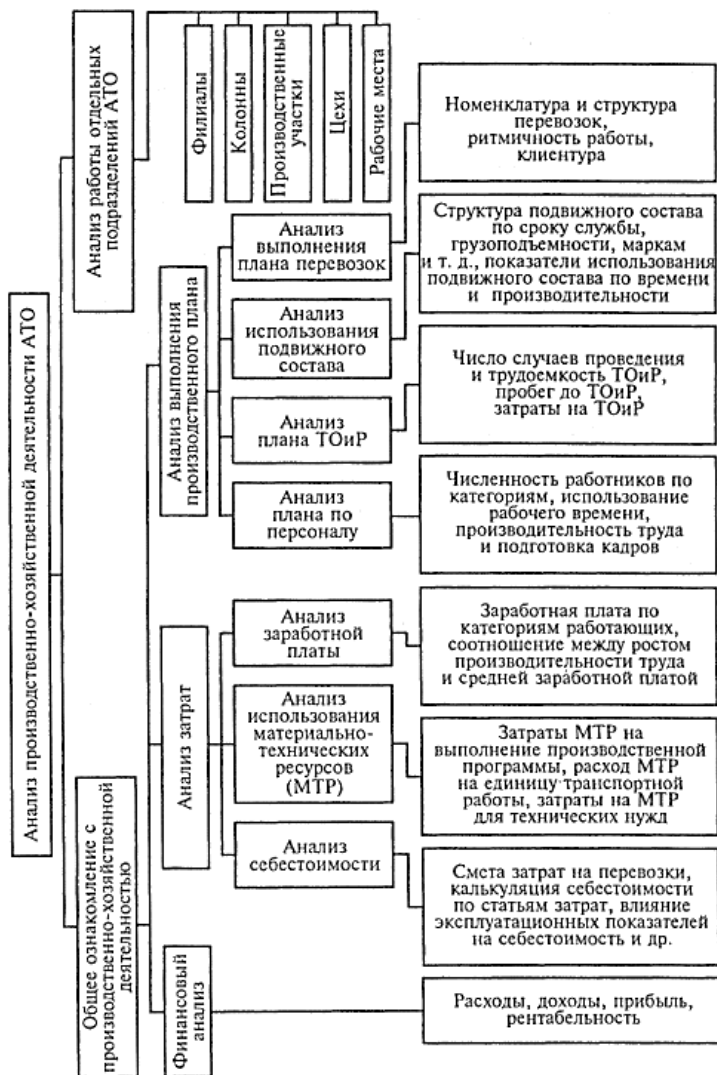 Анализ производственно-хозяйственной деятельности АТО
Анализ работы отдельных
подразделений АТО
Филиалы
Колонны
Производственные
участки
Цехи
Рабочие места
Общее ознакомление с
производственно-хозяйственной
деятельностью
Анализ выполнения
производственного плана
Анализ
выполнения
плана перевозок
Номенклатура и структура
перевозок,
ритмичность работы,
клиентура
Анализ
использования
подвижного
состава
Структура подвижного состава
по сроку службы,
грузоподъемности, маркам
и т. д., показатели использования
подвижного состава по времени
и производительности
Анализ
плана ТОиР
Число случаев проведения
и трудоемкость ТОиР,
пробег до ТОиР,
затраты на ТОиР
Анализ
плана по
персоналу
Численность работников по
категориям, использование
рабочего времени,
производительность труда
и подготовка кадров
Анализ затрат
Анализ
заработной
платы
Заработная плата по
категориям работающих,
соотношение между ростом
производительности труда
и средней заработной платой
Анализ
использования
материально-
технических
ресурсов
(МТР)
Затраты МТР на
выполнение производственной
программы, расход МТР
на единицу транспортной
работы, затраты на МТР
для технических нужд
Анализ
себестоимости
Смета затрат на перевозки,
калькуляция себестоимости
по статьям затрат, влияние
эксплуатационных показателей
на себестоимость и др.
Финансовый
анализ
Расходы, доходы, прибыль,
рентабельность